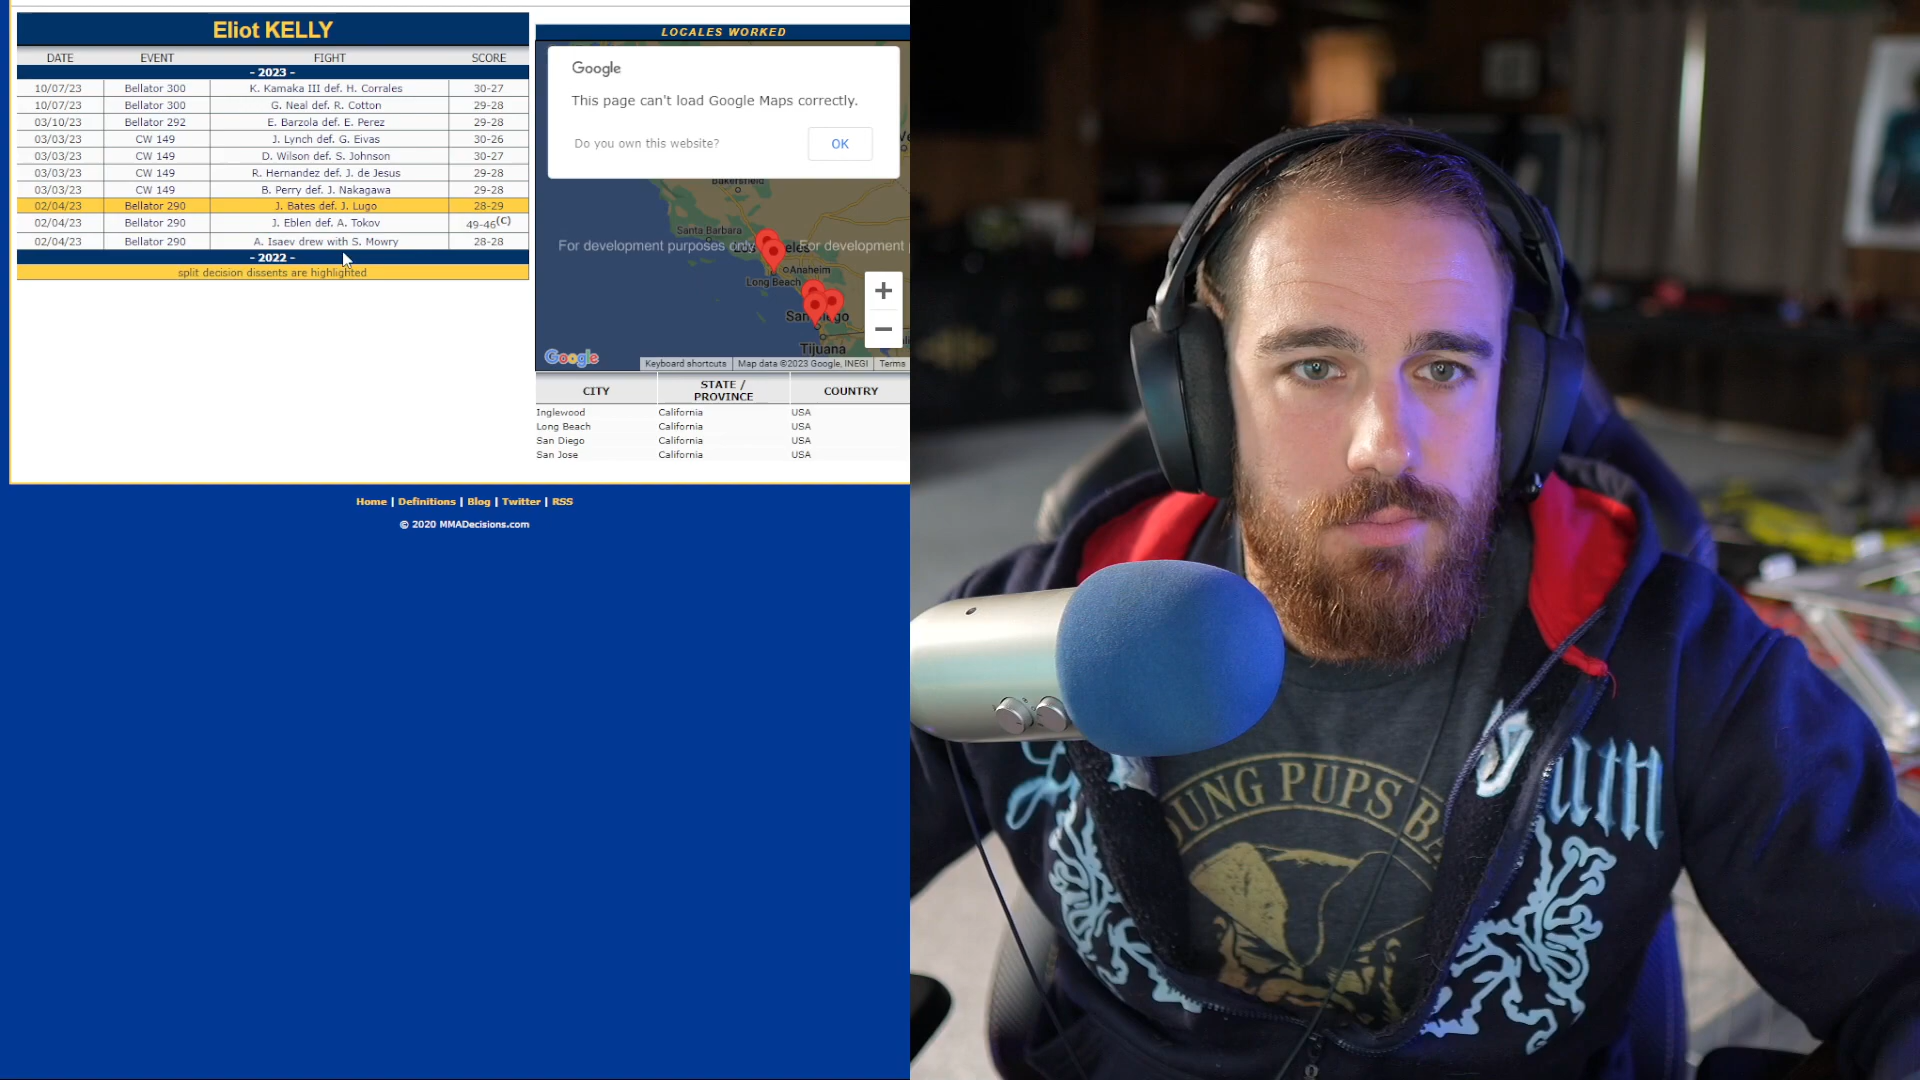 Eliot KELLY
DATE EVENT FIGHT SCORE
- 2023 -
10/07/23 Bellator 300 K. Kamaka III def. H. Corrales 30-27
10/07/23 Bellator 300 G. Neal def. R. Cotton 29-28
03/10/23 Bellator 292 E. Barzola def. E. Perez 29-28
03/03/23 CW 149 J. Lynch def. G. Eivas 30-26
03/03/23 CW 149 D. Wilson def. S. Johnson 30-27
03/03/23 CW 149 R. Hernandez def. J. de Jesus 29-28
03/03/23 CW 149 B. Perry def. J. Nakagawa 29-28
02/04/23 Bellator 290 J. Bates def. J. Lugo 28-29
02/04/23 Bellator 290 J. Eblen def. A. Tokov 49-46(C)
02/04/23 Bellator 290 A. Isaev drew with S. Mowry 28-28
- 2022 -
split decision dissents are highlighted
LOCALES WORKED
Google
This page can't load Google Maps correctly.
Do you own this website? OK
Bakersfield
Santa Barbara
For development purposes only For development
Anaheim
Long Beach
Tijuana
+
−
Google Keyboard shortcuts Map data ©2023 Google, INEGI Terms
CITY STATE / PROVINCE COUNTRY
Inglewood California USA
Long Beach California USA
San Diego California USA
San Jose California USA
Home | Definitions | Blog | Twitter | RSS
© 2020 MMADecisions.com
OUNG PUPS BA